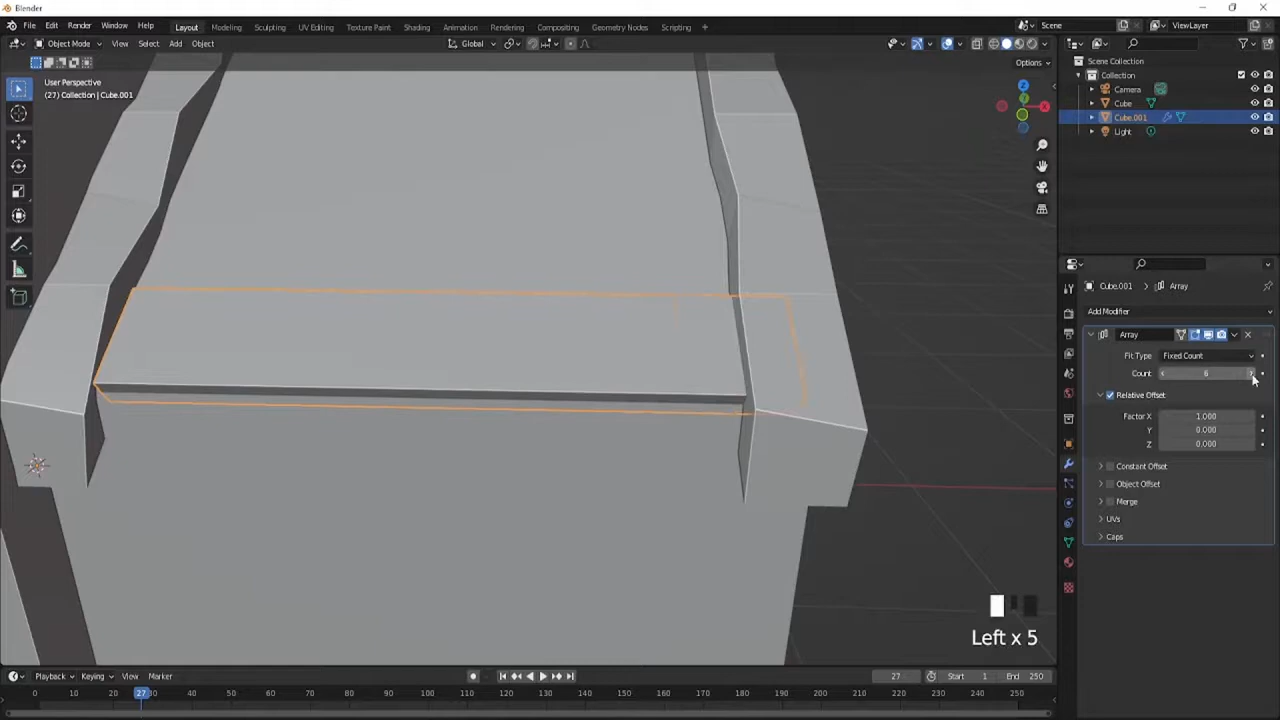 Blender
File Edit Render Window Help Layout Modeling Sculpting UV Editing Texture Paint Shading Animation Rendering Compositing Geometry Nodes Scripting + Scene ViewLayer
Object Mode View Select Add Object Global
Options
User Perspective
(27) Collection | Cube.001
Scene Collection
Collection
Camera
Cube
Cube.001
Light
Cube.001 > Array
Add Modifier
Array
Fit Type Fixed Count
Count 6
Relative Offset
Factor X 1.000
Y 0.000
Z 0.000
Constant Offset
Object Offset
Merge
UVs
Caps
Left x 5
Playback Keying View Marker 27 Start 1 End 250
0 10 20 27 30 40 50 60 70 80 90 100 110 120 130 140 150 160 170 180 190 200 210 220 230 240 250